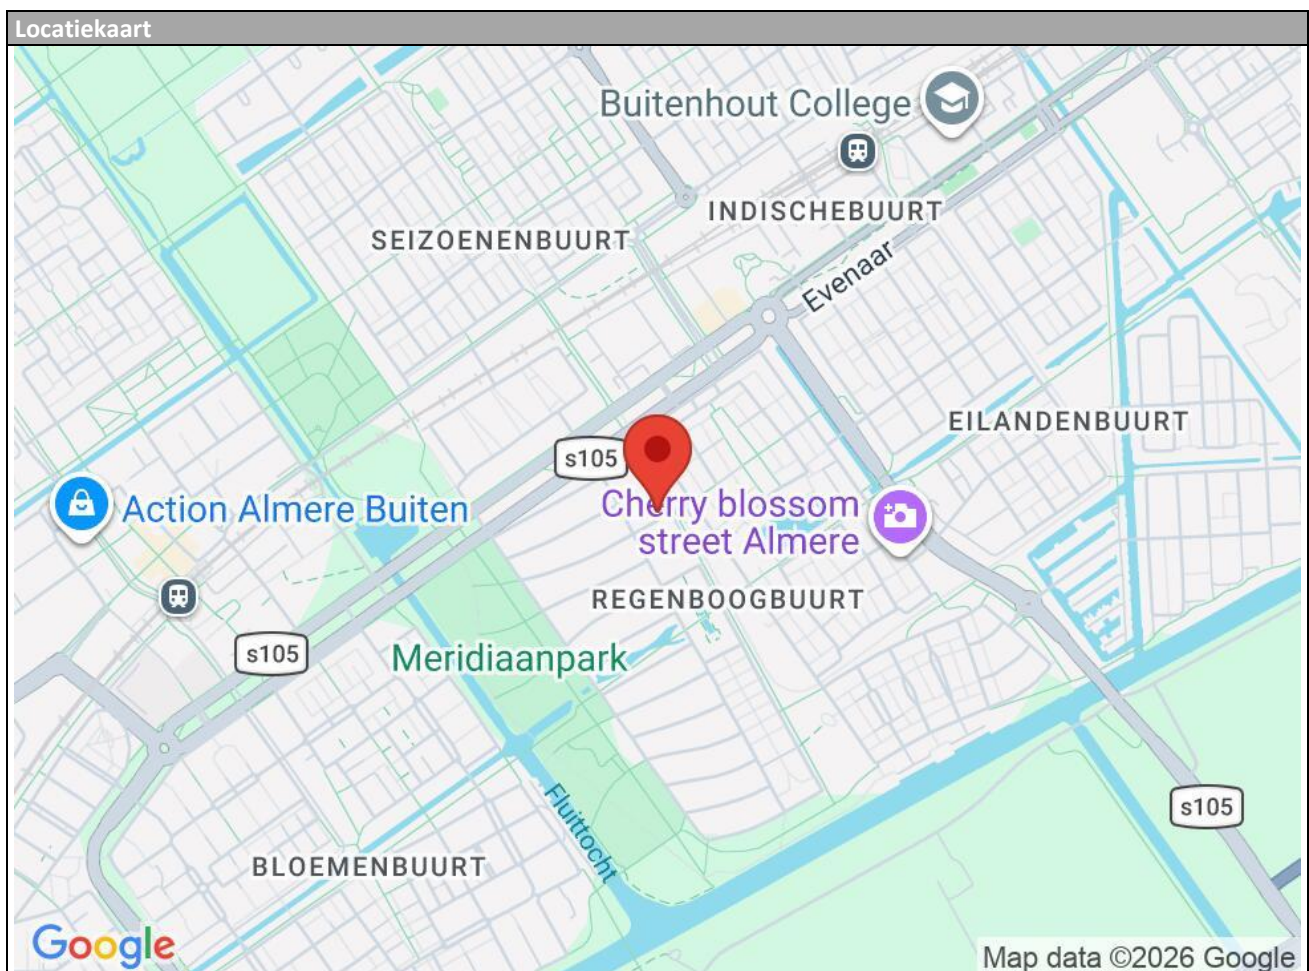 Locatiekaart
Buitenhout College
INDISCHEBUURT
SEIZOENENBUURT
Evenaar
EILANDENBUURT
s105
Cherry blossom
street Almere
Action Almere Buiten
REGENBOOGBUURT
s105
Meridiaanpark
s105
Fluittocht
BLOEMENBUURT
Google
Map data ©2026 Google